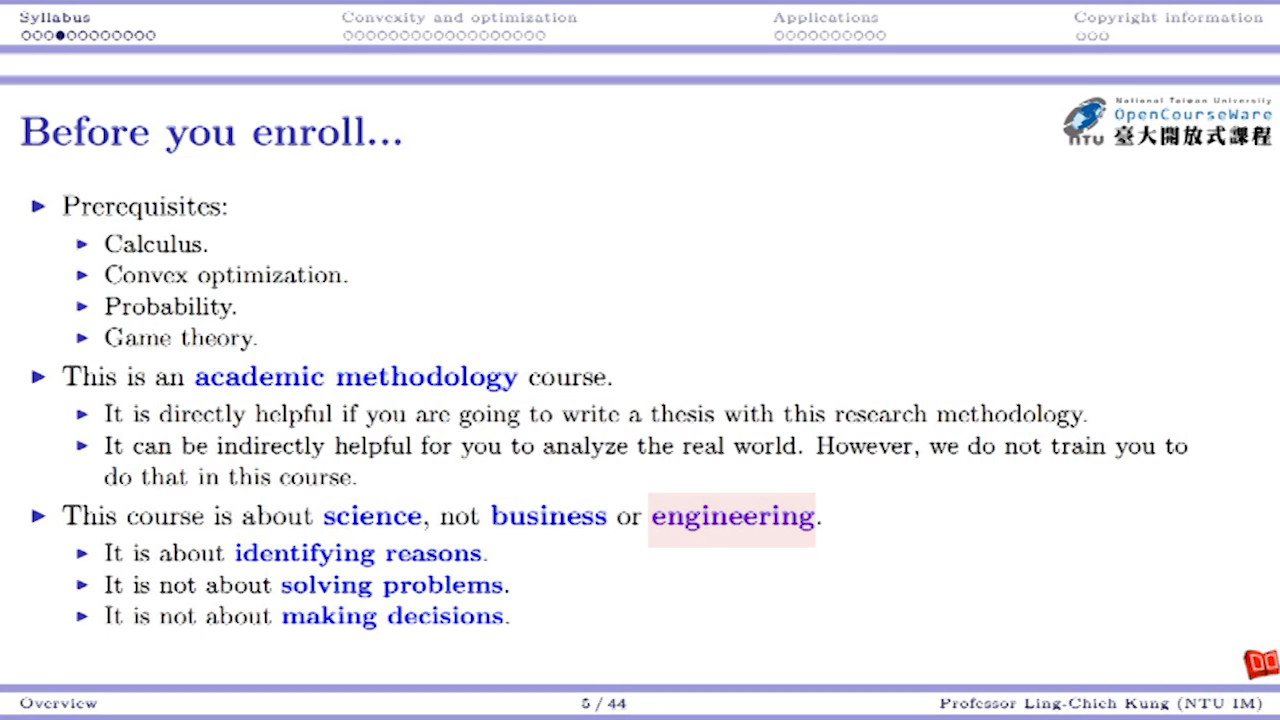 Syllabus Convexity and optimization Applications Copyright information
Before you enroll...
National Taiwan University
OpenCourseWare
NTU 臺大開放式課程
Prerequisites:
Calculus.
Convex optimization.
Probability.
Game theory.
This is an academic methodology course.
It is directly helpful if you are going to write a thesis with this research methodology.
It can be indirectly helpful for you to analyze the real world. However, we do not train you to
do that in this course.
This course is about science, not business or engineering.
It is about identifying reasons.
It is not about solving problems.
It is not about making decisions.
Overview 5 / 44 Professor Ling-Chieh Kung (NTU IM)